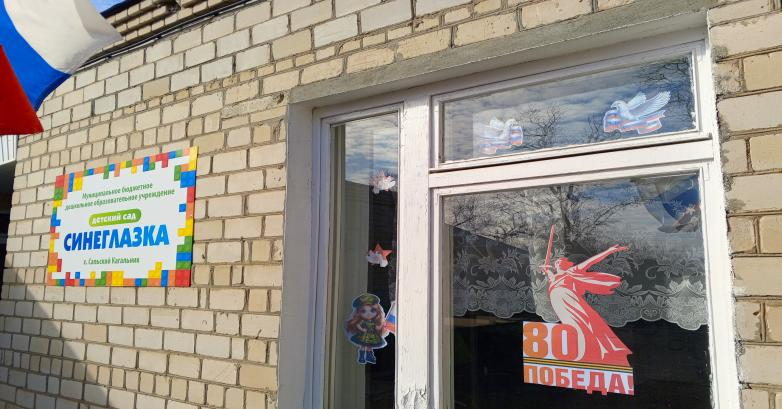 Муниципальное бюджетное
дошкольное образовательное учреждение
детский сад
СИНЕГЛАЗКА
х. Сальский Кагальник
80
ПОБЕДА!